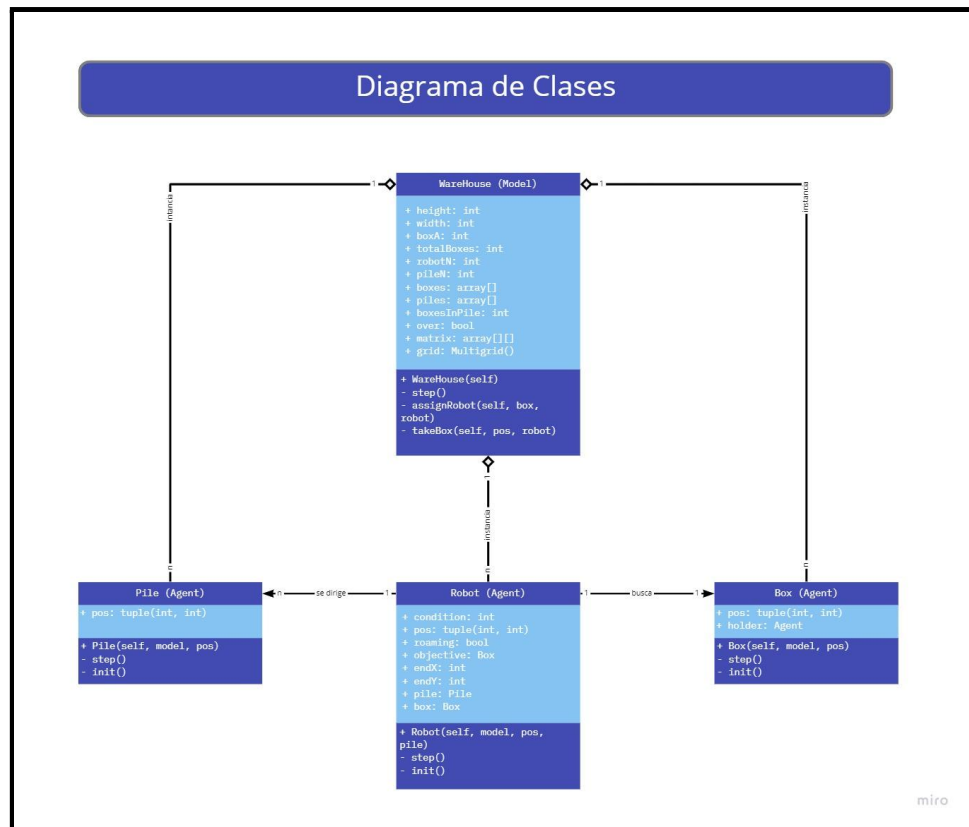 Diagrama de Clases
1
WareHouse (Model)
1
intancia
instancia
+ height: int
+ width: int
+ boxA: int
+ totalBoxes: int
+ robotN: int
+ pileN: int
+ boxes: array[]
+ piles: array[]
+ boxesInPile: int
+ over: bool
+ matrix: array[][]
+ grid: Multigrid()
+ WareHouse(self)
- step()
- assignRobot(self, box,
robot)
- takeBox(self, pos, robot)
1
instancia
n
n
n
Pile (Agent)
+ pos: tuple(int, int)
+ Pile(self, model, pos)
- step()
- init()
n
se dirige
1
Robot (Agent)
+ condition: int
+ pos: tuple(int, int)
+ roaming: bool
+ objective: Box
+ endX: int
+ endY: int
+ pile: Pile
+ box: Box
+ Robot(self, model, pos,
pile)
- step()
- init()
1
busca
1
Box (Agent)
+ pos: tuple(int, int)
+ holder: Agent
+ Box(self, model, pos)
- step()
- init()
miro